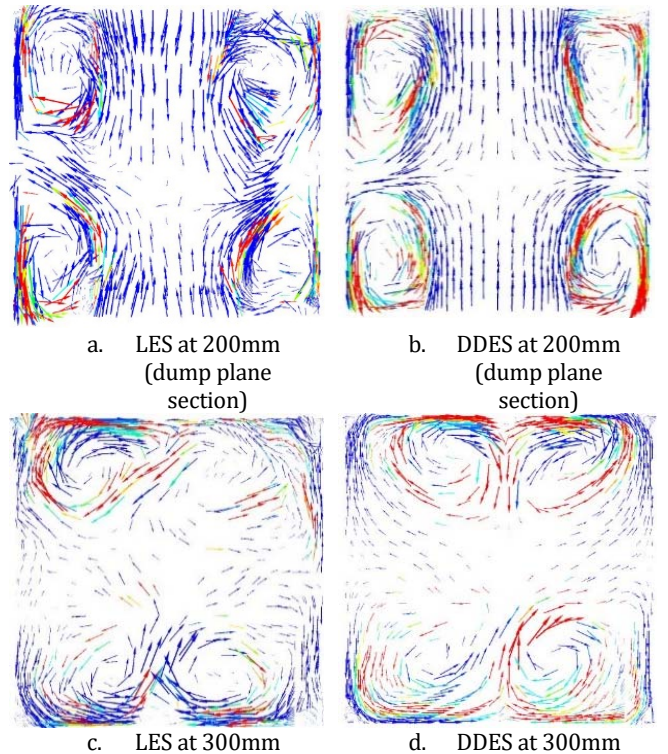 a. LES at 200mm
(dump plane
section)
b. DDES at 200mm
(dump plane
section)
c. LES at 300mm
d. DDES at 300mm